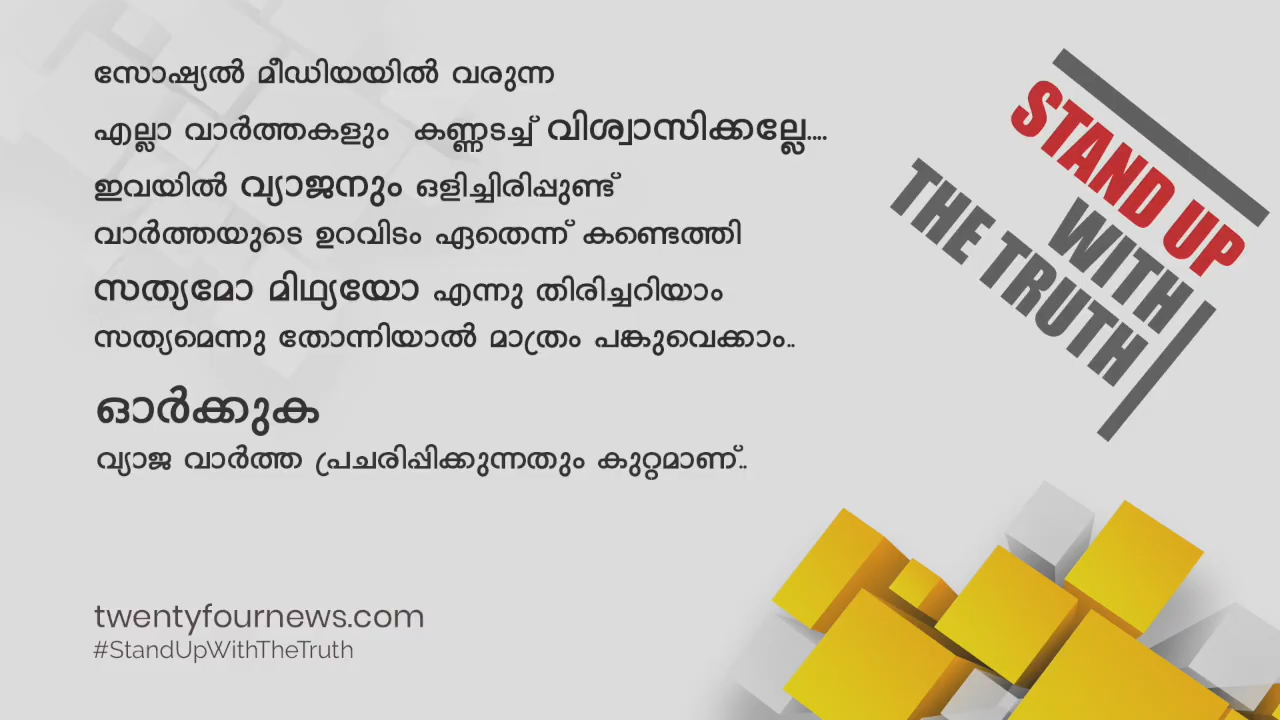 സോഷ്യൽ മീഡിയയിൽ വരുന്ന
എല്ലാ വാർത്തകളും കണ്ണടച്ച് വിശ്വാസിക്കല്ലേ....
ഇവയിൽ വ്യാജനും ഒളിച്ചിരിപ്പുണ്ട്
വാർത്തയുടെ ഉറവിടം ഏതെന്ന് കണ്ടെത്തി
സത്യമോ മിഥ്യയോ എന്നു തിരിച്ചറിയാം
സത്യമെന്നു തോന്നിയാൽ മാത്രം പങ്കുവെക്കാം..
ഓർക്കുക
വ്യാജ വാർത്ത പ്രചരിപ്പിക്കുന്നതും കുറ്റമാണ്..
twentyfournews.com
#StandUpWithTheTruth
STAND UP
WITH
THE TRUTH